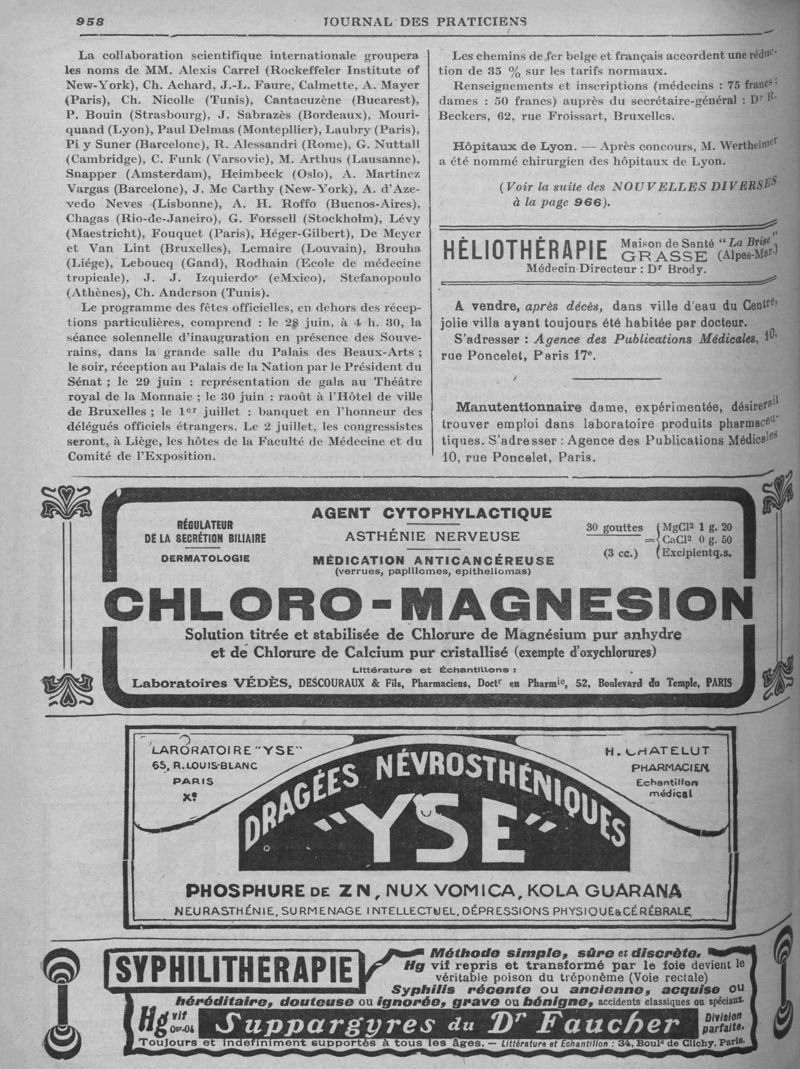 958
JOURNAL DES PRATICIENS
La collaboration scientifique internationale groupera
les noms de MM. Alexis Carrel (Rockefeller Institute of
New-York), Ch. Achard, J.-L. Faure, Calmette, A. Mayer
(Paris), Ch. Nicolle (Tunis), Cantacuzène (Bucarest),
P. Bouin (Strasbourg), J. Sabrazès (Bordeaux), Mouri-
quand (Lyon), Paul Delmas (Montepllier), Laubry (Paris),
Pi y Suner (Barcelone), R. Alessandri (Rome), G. Nuttall
(Cambridge), C. Funk (Varsovie), M. Arthus (Lausanne),
Snapper (Amsterdam), Heimbeck (Oslo), A. Martinez
Vargas (Barcelone), J. Mc Carthy (New-York), A. d'Aze-
vedo Neves (Lisbonne), A. H. Roffo (Buenos-Aires),
Chagas (Rio-de-Janeiro), G. Forssell (Stockholm), Lévy
(Maestricht), Fouquet (Paris), Héger-Gilbert), De Meyer
et Van Lint (Bruxelles), Lemaire (Louvain), Brouha
(Liége), Leboucq (Gand), Rodhain (Ecole de médecine
tropicale), J. J. Izquierdo (eMxico), Stefanopoulo
(Athènes), Ch. Anderson (Tunis).
Le programme des fêtes officielles, en dehors des récep-
tions particulières, comprend : le 28 juin, à 4 h. 30, la
séance solennelle d'inauguration en présence des Souve-
rains, dans la grande salle du Palais des Beaux-Arts ;
le soir, réception au Palais de la Nation par le Président du
Sénat ; le 29 juin : représentation de gala au Théâtre
royal de la Monnaie ; le 30 juin : raoût à l'Hôtel de ville
de Bruxelles ; le 1er juillet : banquet en l'honneur des
délégués officiels étrangers. Le 2 juillet, les congressistes
seront, à Liège, les hôtes de la Faculté de Médecine et du
Comité de l'Exposition.
Les chemins de fer belge et français accordent une réduc-
tion de 35 % sur les tarifs normaux.
Renseignements et inscriptions (médecins : 75 francs ;
dames : 50 francs) auprès du secrétaire-général : Dr R.
Beckers, 62, rue Froissart, Bruxelles.
Hôpitaux de Lyon. — Après concours, M. Wertheimer
a été nommé chirurgien des hôpitaux de Lyon.
(Voir la suite des NOUVELLES DIVERSES
à la page 966).
HÉLIOTHÉRAPIE
Maison de Santé "La Brise"
GRASSE (Alpes-Mar.)
Médecin-Directeur : Dr Brody.
A vendre, après décès, dans ville d'eau du Centre,
jolie villa ayant toujours été habitée par docteur.
S'adresser : Agence des Publications Médicales, 10,
rue Poncelet, Paris 17e.
Manutentionnaire dame, expérimentée, désirerait
trouver emploi dans laboratoire produits pharmaceu-
tiques. S'adresser : Agence des Publications Médicales
10, rue Poncelet, Paris.
RÉGULATEUR
DE LA SECRÉTION BILIAIRE
DERMATOLOGIE
AGENT CYTOPHYLACTIQUE
ASTHÉNIE NERVEUSE
MÉDICATION ANTICANCÉREUSE
(verrues, papillomes, epitheliomas)
30 gouttes
(3 cc.)
= { MgCl2 1 g. 20
CaCl2 0 g. 50
Excipientq.s.
CHLORO-MAGNESION
Solution titrée et stabilisée de Chlorure de Magnésium pur anhydre
et de Chlorure de Calcium pur cristallisé (exempte d'oxychlorures)
Littérature et Échantillons :
Laboratoires VÉDÈS, DESCOURAUX & Fils, Pharmaciens, Doctr en Pharmie, 52, Boulevard du Temple, PARIS
LARORATOIRE "YSE"
65, R. LOUIS-BLANC
PARIS
Xe
H. CHATELUT
PHARMACIEN
Echantillon
médical
DRAGÉES NÉVROSTHÉNIQUES
"YSE"
PHOSPHURE DE ZN, NUX VOMICA, KOLA GUARANA
NEURASTHÉNIE, SURMENAGE INTELLECTUEL, DÉPRESSIONS PHYSIQUE & CÉRÉBRALE
SYPHILITHERAPIE
Méthode simple, sûre et discrète.
Hg vif repris et transformé par le foie devient le
véritable poison du tréponème (Voie rectale)
Syphilis récente ou ancienne, acquise ou
héréditaire, douteuse ou ignorée, grave ou bénigne, accidents classiques ou spéciaux.
Hg vif
0gr.04
Suppargyres du Dr Faucher
Division
parfaite.
Toujours et indéfiniment supportés à tous les âges. — Littérature et Echantillon : 34, Bould de Clichy, Paris.